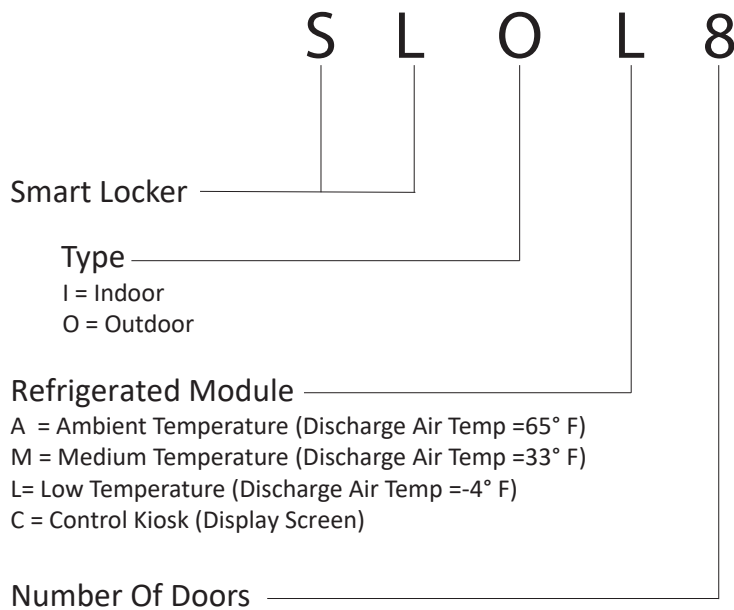 S L O L 8
Smart Locker
Type
I = Indoor
O = Outdoor
Refrigerated Module
A = Ambient Temperature (Discharge Air Temp =65° F)
M = Medium Temperature (Discharge Air Temp =33° F)
L= Low Temperature (Discharge Air Temp =-4° F)
C = Control Kiosk (Display Screen)
Number Of Doors